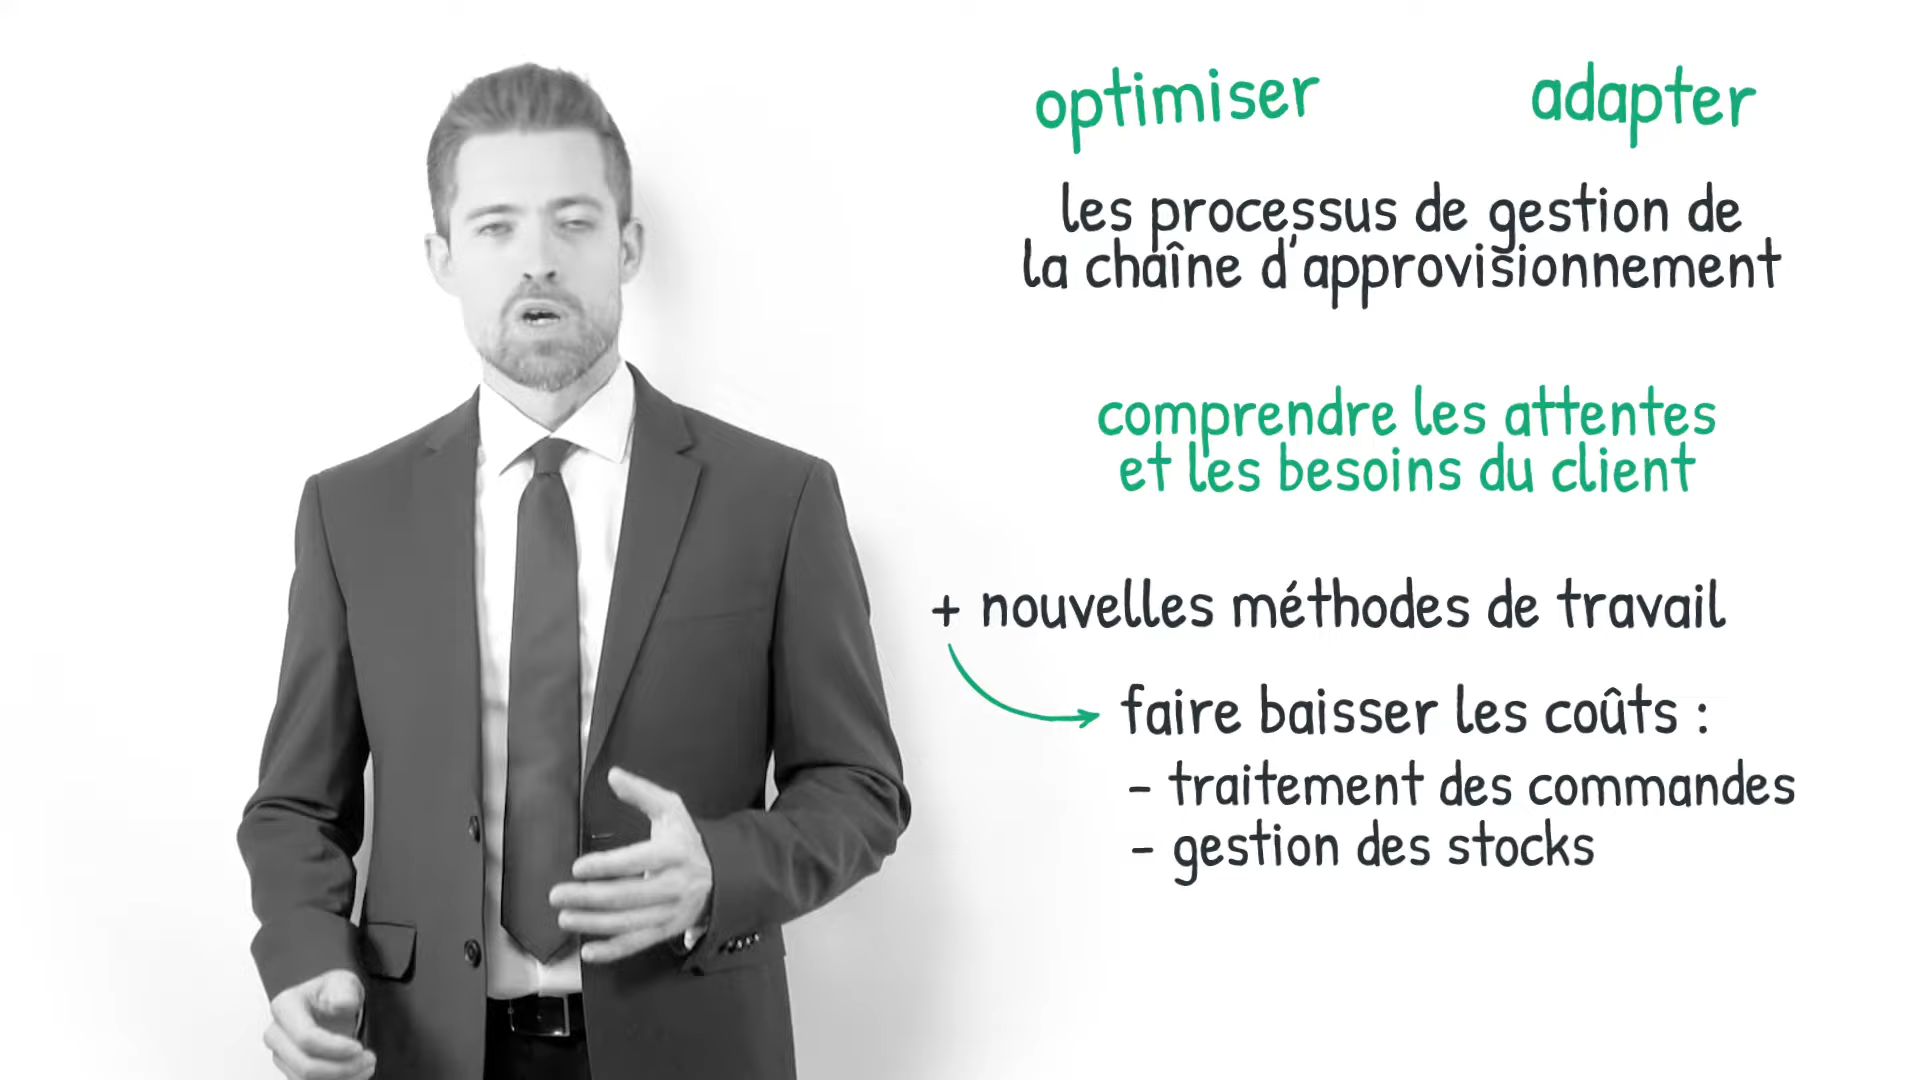 optimiser adapter
les processus de gestion de
la chaîne d'approvisionnement
comprendre les attentes
et les besoins du client
+ nouvelles méthodes de travail
faire baisser les coûts :
- traitement des commandes
- gestion des stocks